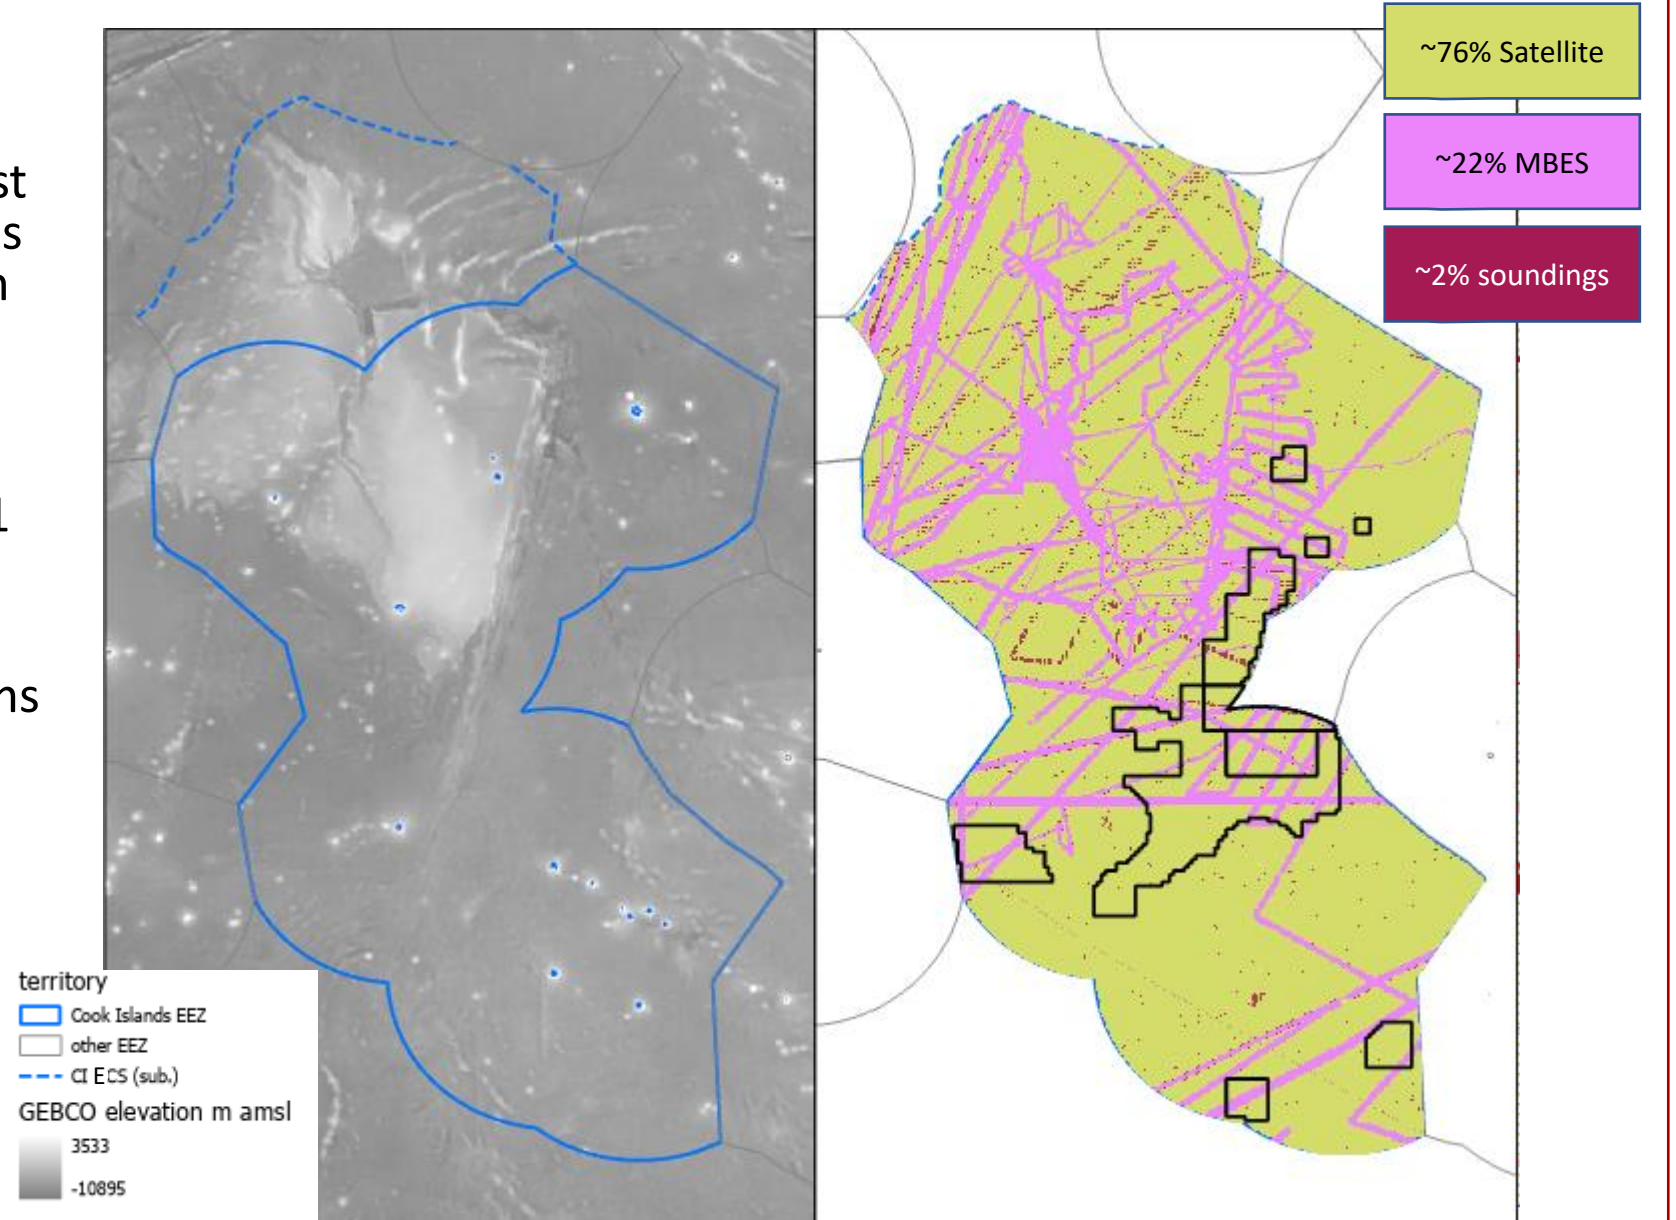 ~76% Satellite
~22% MBES
~2% soundings
st
s
territory
Cook Islands EEZ
other EEZ
CI ECS (sub.)
GEBCO elevation m amsl
3533
-10895